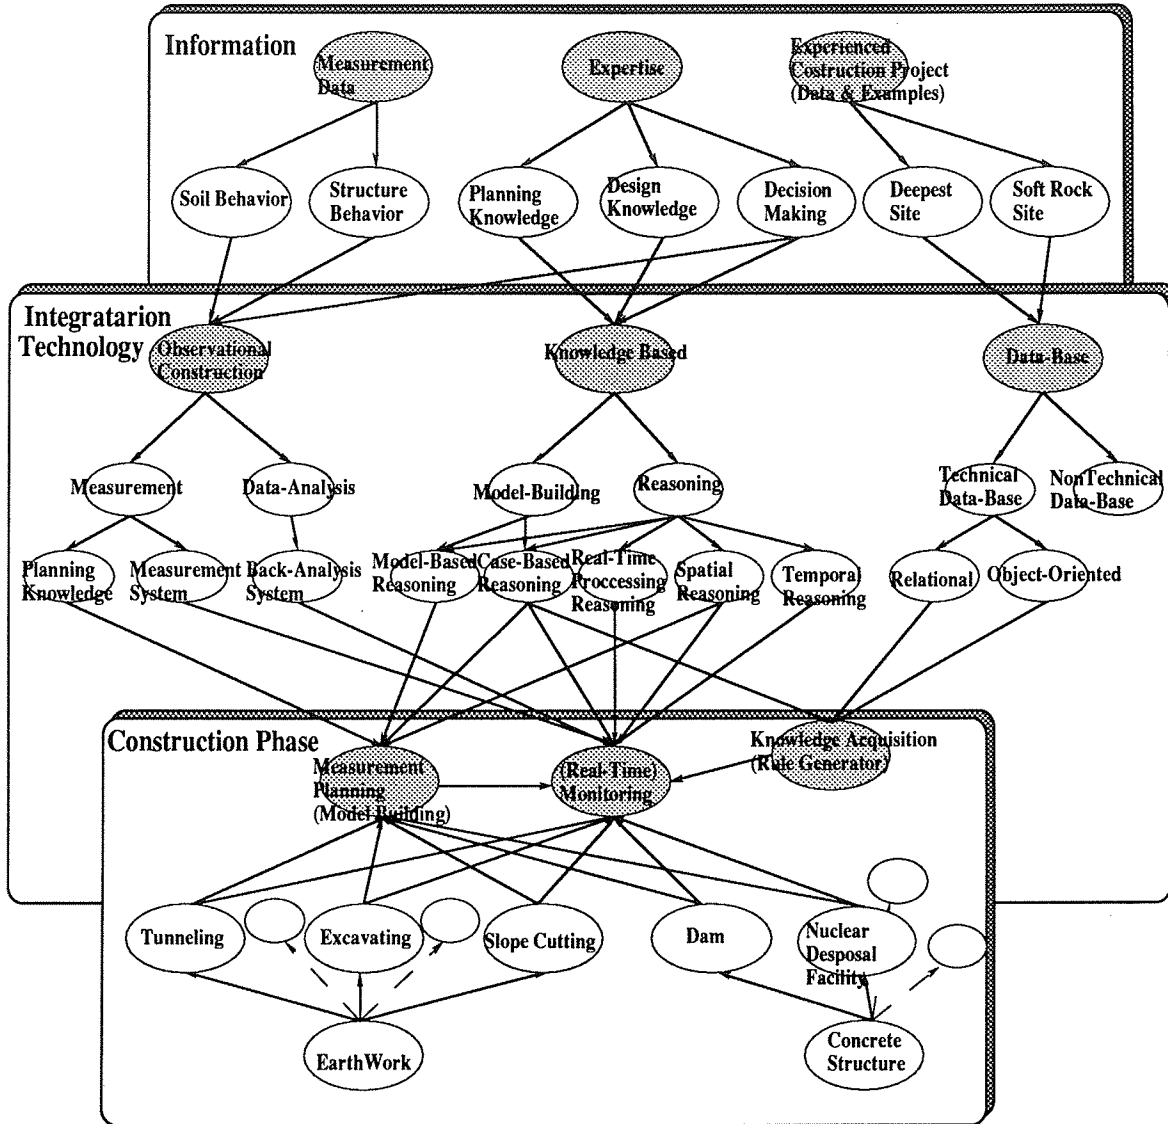 Information
Measurement
Data
Expertise
Experienced
Costruction Project
(Data & Examples)
Soil Behavior
Structure
Behavior
Planning
Knowledge
Design
Knowledge
Decision
Making
Deepest
Site
Soft Rock
Site
Integratarion
Technology
Observational
Construction
Knowledge Based
Data-Base
Measurement
Data-Analysis
Model-Building
Reasoning
Technical
Data-Base
NonTechnical
Data-Base
Planning
Knowledge
Measurement
System
Back-Analysis
System
Model-Based
Reasoning
Case-Based
Reasoning
Real-Time
Proccessing
Reasoning
Spatial
Reasoning
Temporal
Reasoning
Relational
Object-Oriented
Construction Phase
Measurement
Planning
(Model Building)
(Real-Time)
Monitoring
Knowledge Acquisition
(Rule Generator)
Tunneling
Excavating
Slope Cutting
Dam
Nuclear
Desposal
Facility
EarthWork
Concrete
Structure